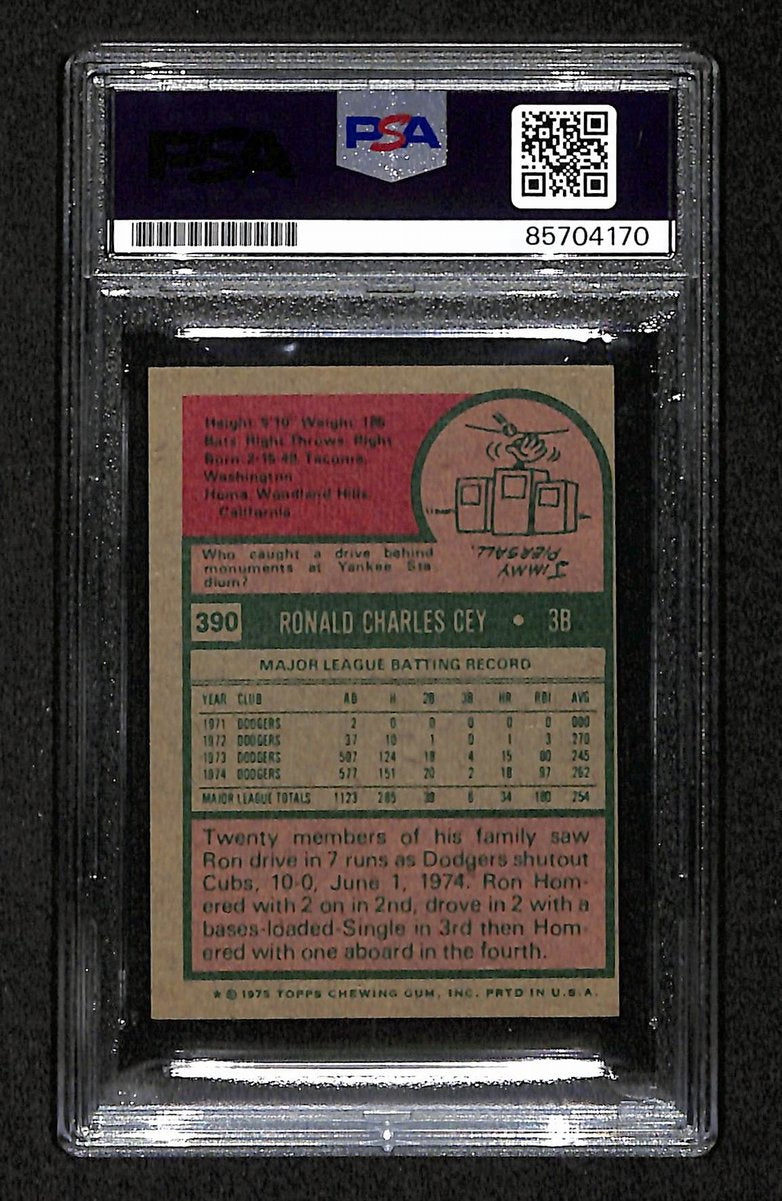 PSA
PSA
85704170
Height: 5'10" Weight: 185
Bats: Right Throws: Right
Born: 2-15-48, Tacoma,
Washington
Home: Woodland Hills,
California
Who caught a drive behind
monuments at Yankee Sta
dium?
JIMMY
PIERSALL.
390 RONALD CHARLES CEY • 3B
MAJOR LEAGUE BATTING RECORD
YEAR CLUB AB H 2B 3B HR RBI AVG
1971 DODGERS 2 0 0 0 0 0 000
1972 DODGERS 37 10 1 0 1 3 270
1973 DODGERS 507 124 18 4 15 80 245
1974 DODGERS 577 151 20 2 18 97 262
MAJOR LEAGUE TOTALS 1123 285 39 6 34 180 254
Twenty members of his family saw
Ron drive in 7 runs as Dodgers shutout
Cubs, 10-0, June 1, 1974. Ron Hom-
ered with 2 on in 2nd, drove in 2 with a
bases-loaded-Single in 3rd then Hom-
ered with one aboard in the fourth.
★ © 1975 TOPPS CHEWING GUM, INC. PRTD IN U.S.A.